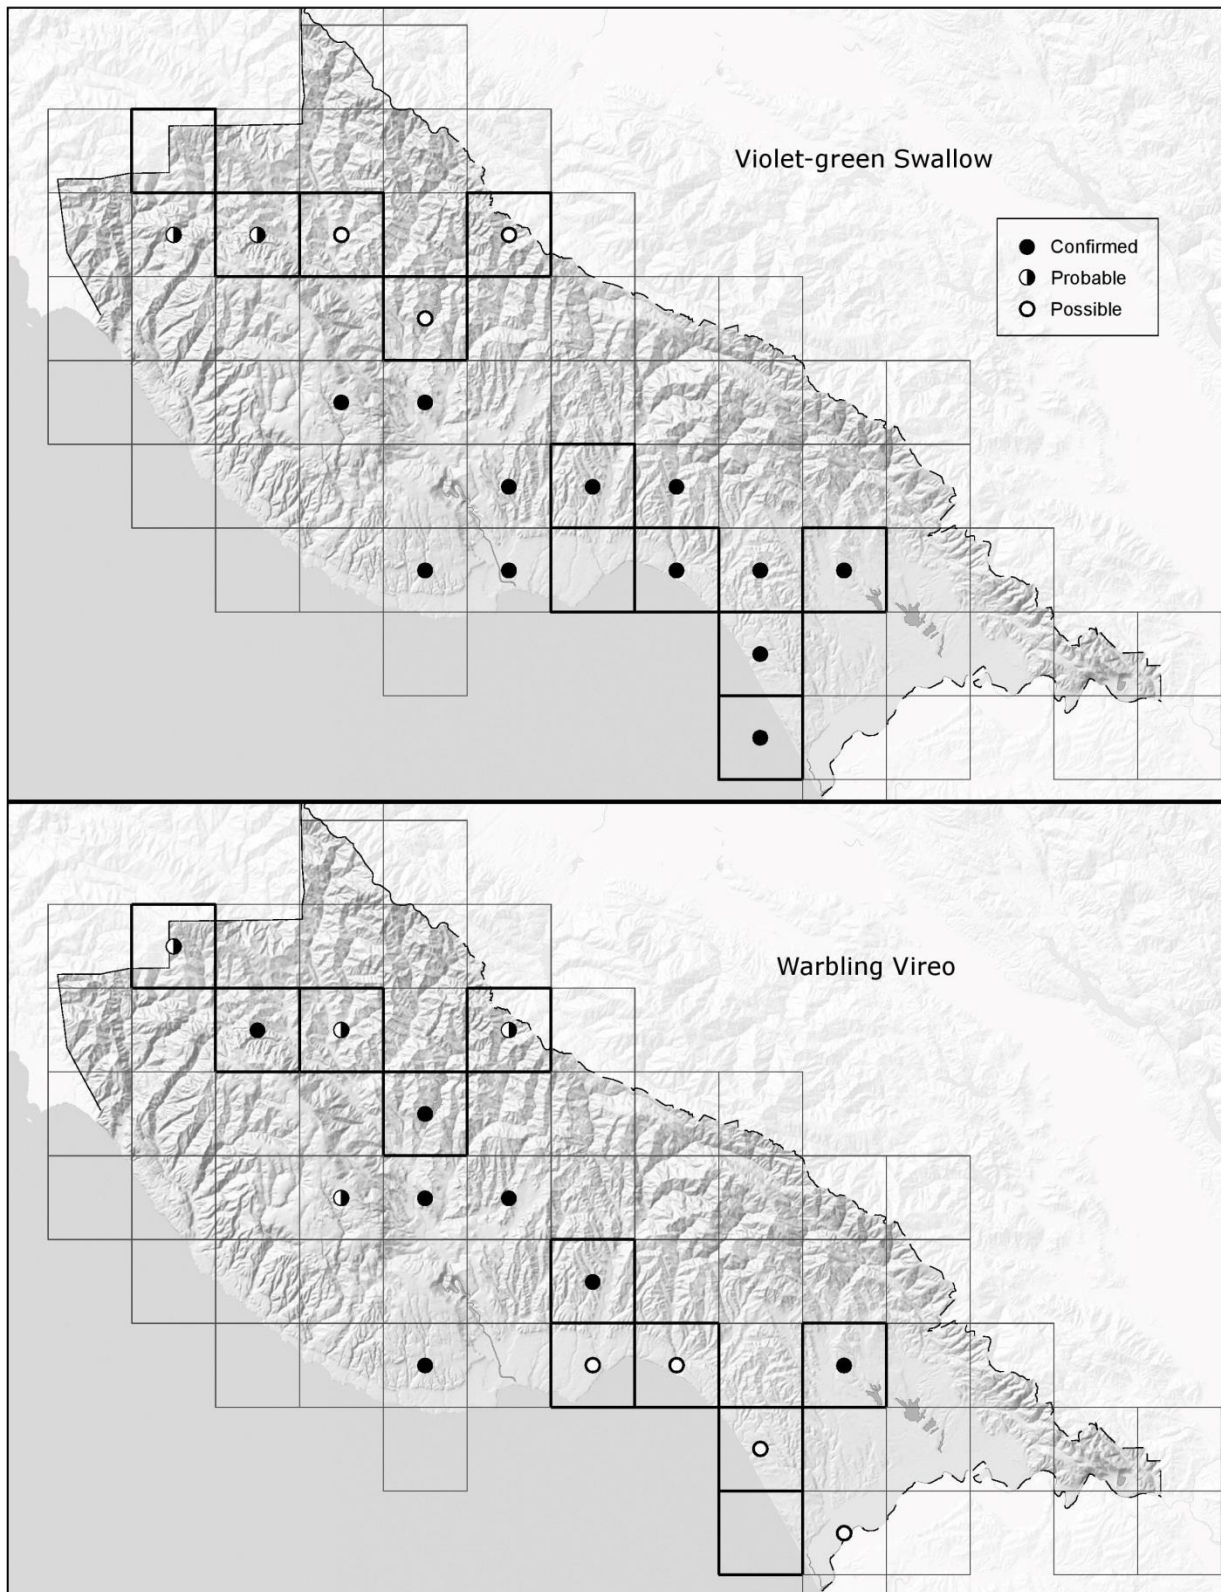 Violet-green Swallow
Confirmed
Probable
Possible
Warbling Vireo